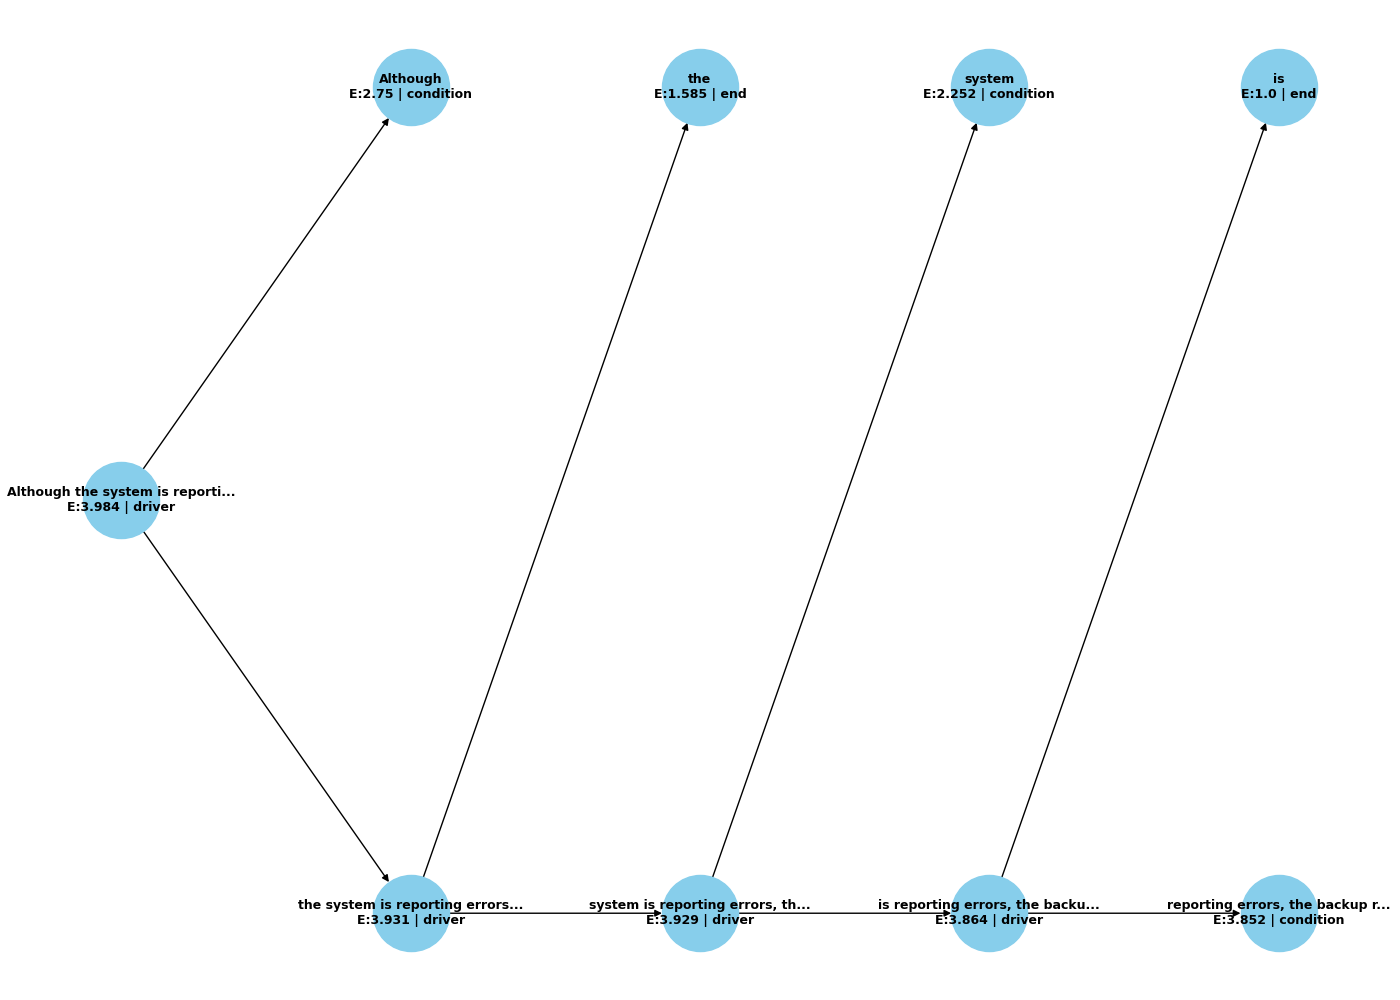 Although
E:2.75 | condition
the
E:1.585 | end
system
E:2.252 | condition
is
E:1.0 | end
Although the system is reporti...
E:3.984 | driver
the system is reporting errors...
E:3.931 | driver
system is reporting errors, th...
E:3.929 | driver
is reporting errors, the backu...
E:3.864 | driver
reporting errors, the backup r...
E:3.852 | condition